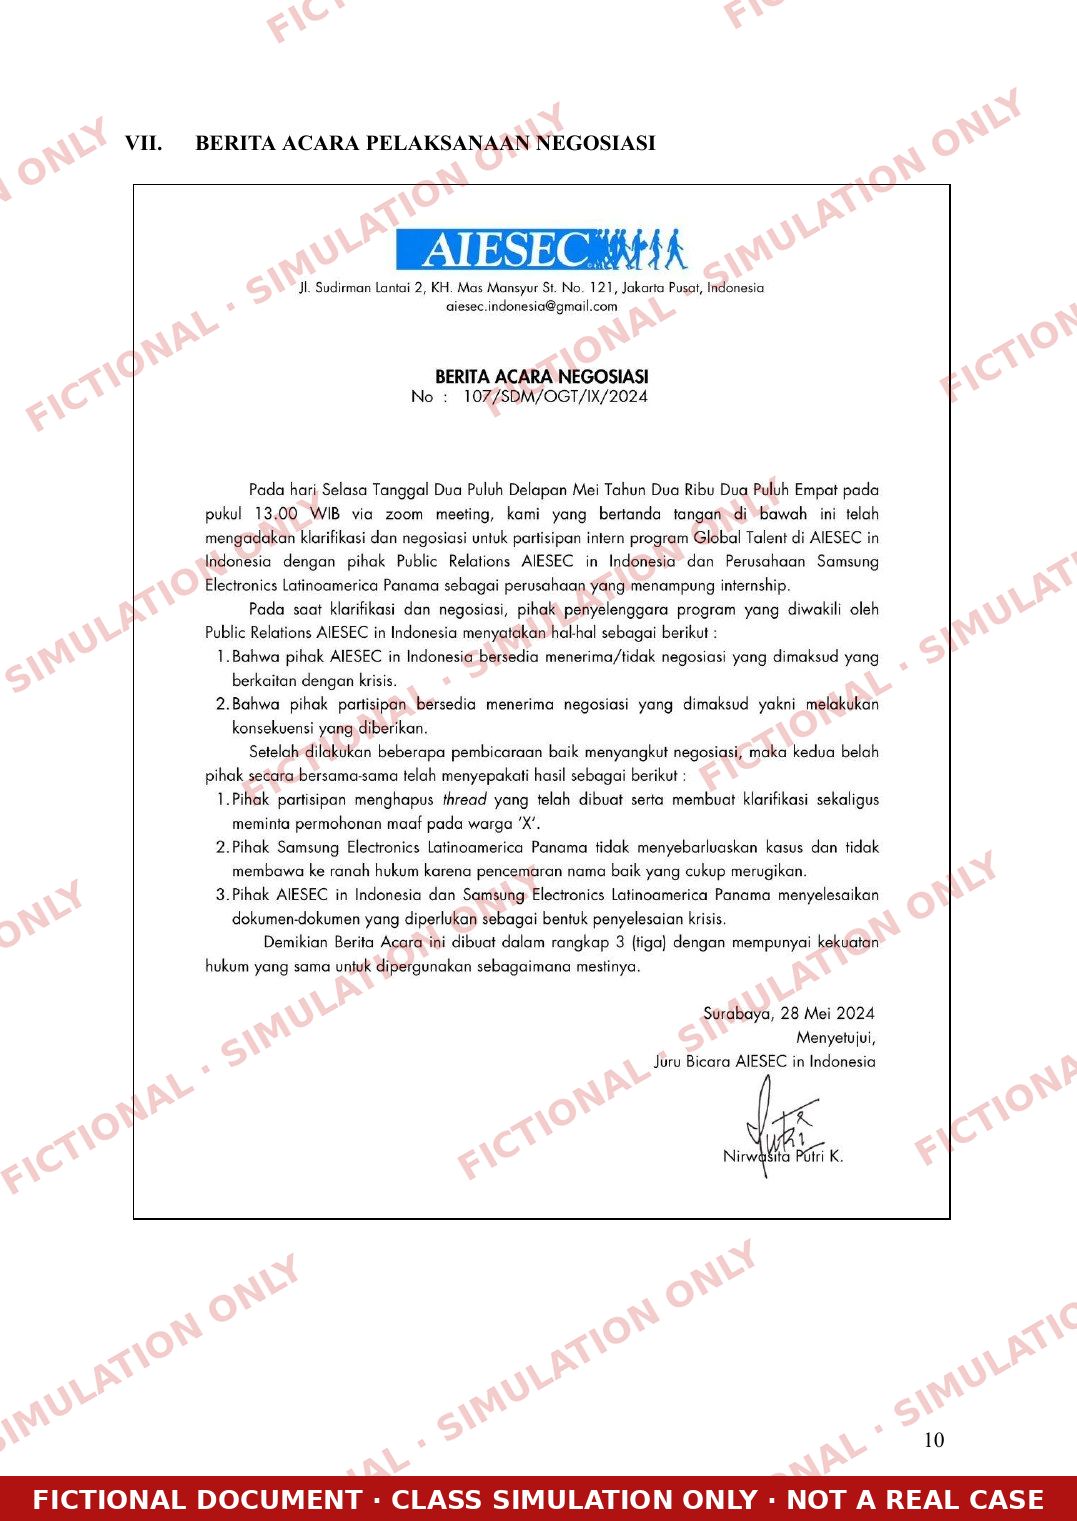 VII. BERITA ACARA PELAKSANAAN NEGOSIASI
AIESEC
Jl. Sudirman Lantai 2, KH. Mas Mansyur St. No. 121, Jakarta Pusat, Indonesia
aiesec.indonesia@gmail.com
BERITA ACARA NEGOSIASI
No : 107/SDM/OGT/IX/2024
Pada hari Selasa Tanggal Dua Puluh Delapan Mei Tahun Dua Ribu Dua Puluh Empat pada
pukul 13.00 WIB via zoom meeting, kami yang bertanda tangan di bawah ini telah
mengadakan klarifikasi dan negosiasi untuk partisipan intern program Global Talent di AIESEC in
Indonesia dengan pihak Public Relations AIESEC in Indonesia dan Perusahaan Samsung
Electronics Latinoamerica Panama sebagai perusahaan yang menampung internship.
Pada saat klarifikasi dan negosiasi, pihak penyelenggara program yang diwakili oleh
Public Relations AIESEC in Indonesia menyatakan hal-hal sebagai berikut :
1. Bahwa pihak AIESEC in Indonesia bersedia menerima/tidak negosiasi yang dimaksud yang
berkaitan dengan krisis.
2. Bahwa pihak partisipan bersedia menerima negosiasi yang dimaksud yakni melakukan
konsekuensi yang diberikan.
Setelah dilakukan beberapa pembicaraan baik menyangkut negosiasi, maka kedua belah
pihak secara bersama-sama telah menyepakati hasil sebagai berikut :
1. Pihak partisipan menghapus thread yang telah dibuat serta membuat klarifikasi sekaligus
meminta permohonan maaf pada warga 'X'.
2. Pihak Samsung Electronics Latinoamerica Panama tidak menyebarluaskan kasus dan tidak
membawa ke ranah hukum karena pencemaran nama baik yang cukup merugikan.
3. Pihak AIESEC in Indonesia dan Samsung Electronics Latinoamerica Panama menyelesaikan
dokumen-dokumen yang diperlukan sebagai bentuk penyelesaian krisis.
Demikian Berita Acara ini dibuat dalam rangkap 3 (tiga) dengan mempunyai kekuatan
hukum yang sama untuk dipergunakan sebagaimana mestinya.
Surabaya, 28 Mei 2024
Menyetujui,
Juru Bicara AIESEC in Indonesia
Putri
Nirwasita Putri K.
10
FICTIONAL · SIMULATION ONLY
FICTIONAL DOCUMENT · CLASS SIMULATION ONLY · NOT A REAL CASE